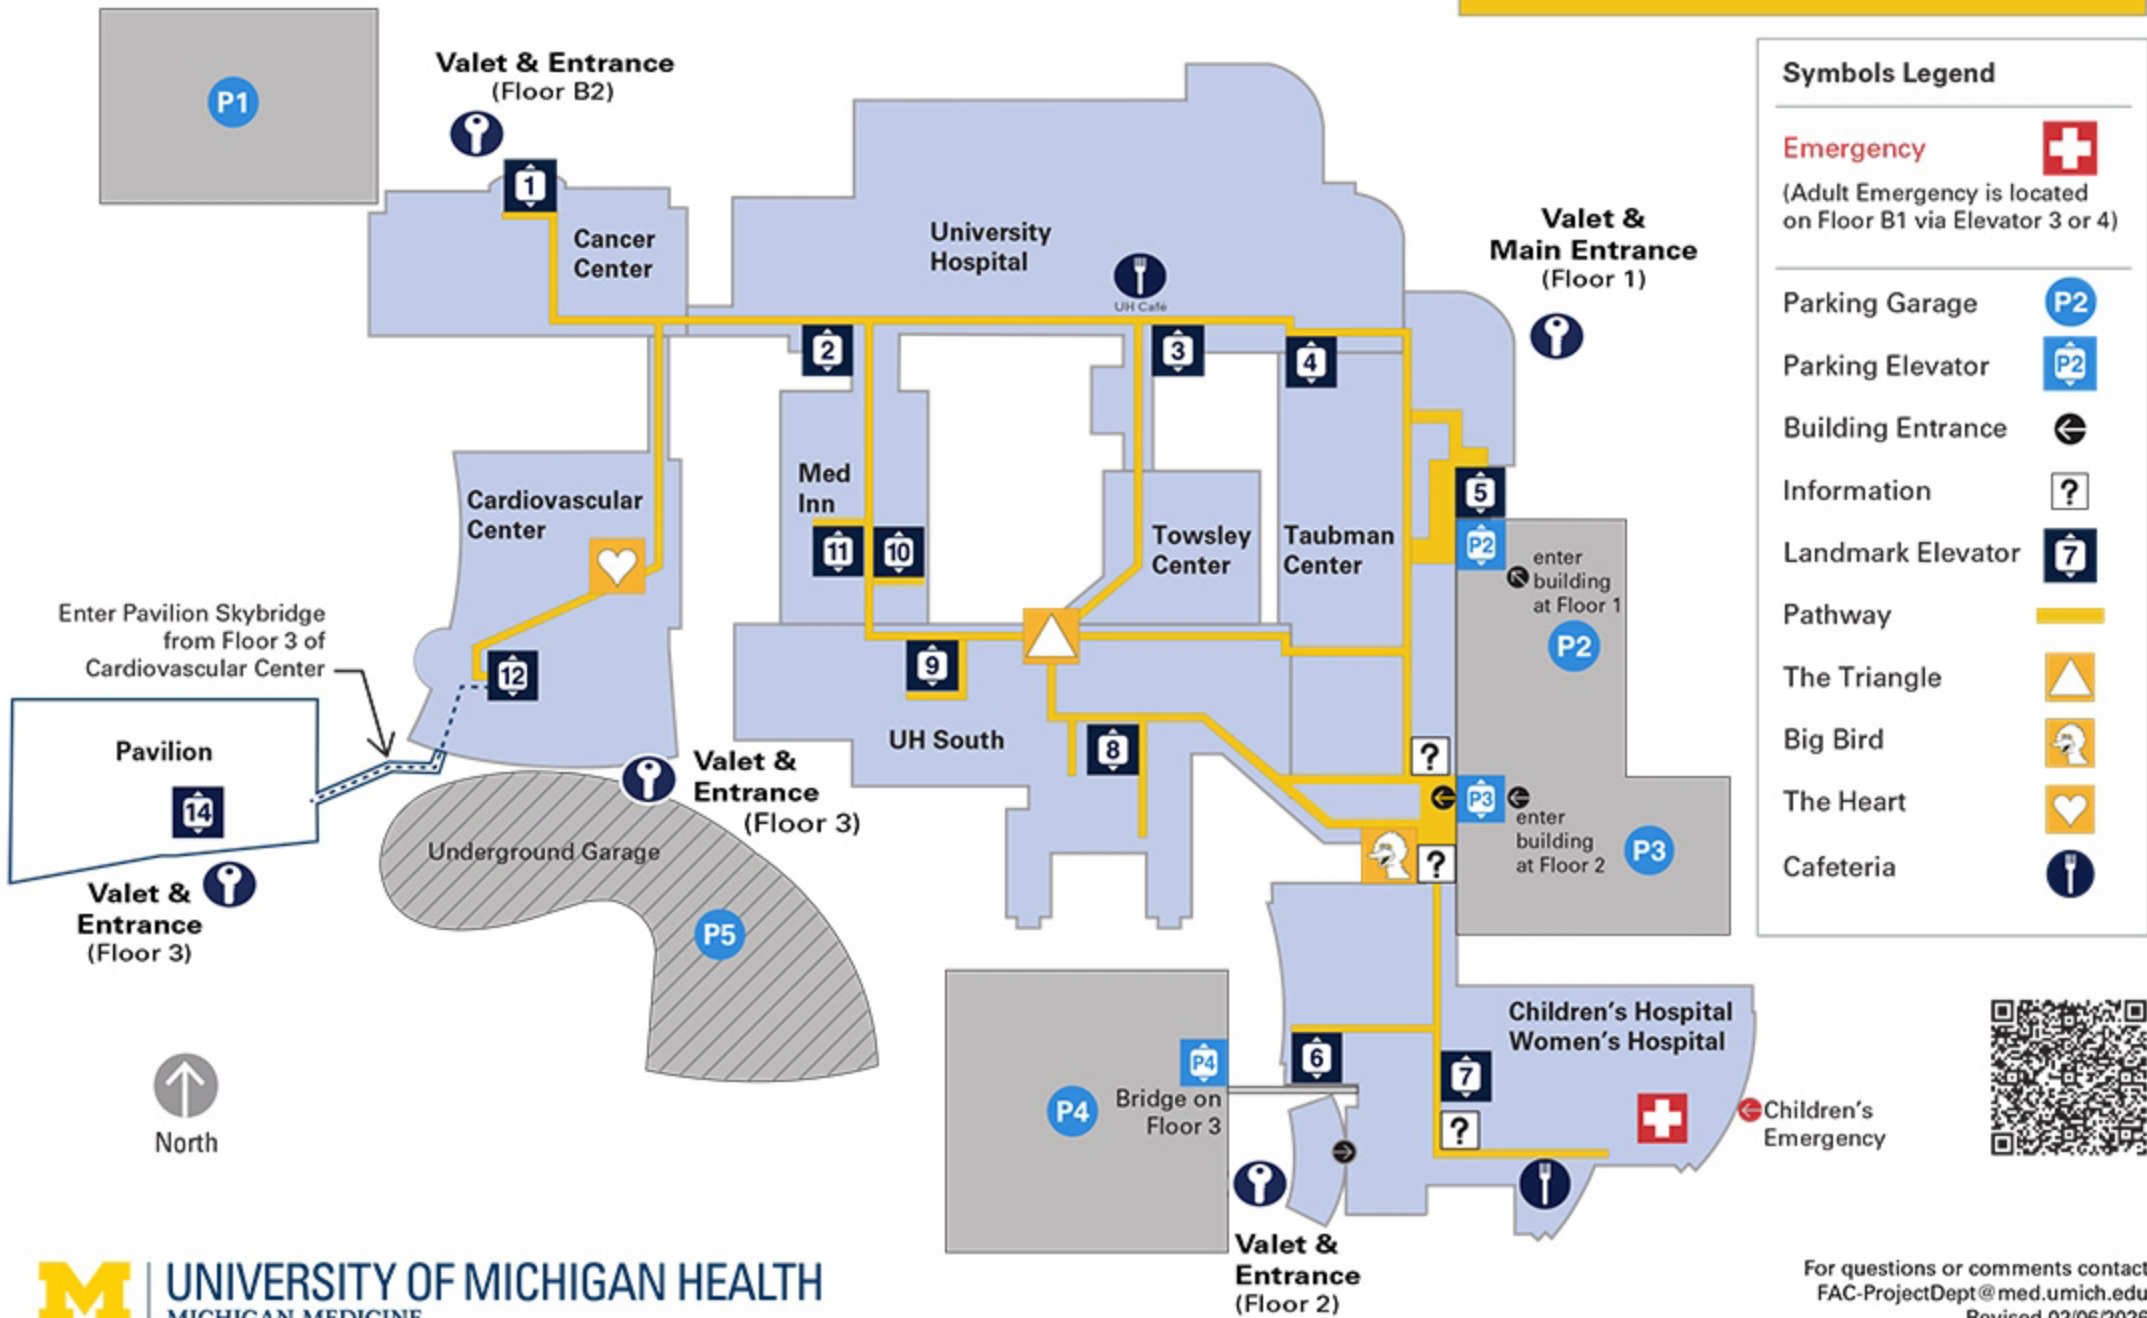 P1
Valet & Entrance
(Floor B2)
1
Cancer
Center
University
Hospital
UH Café
Valet &
Main Entrance
(Floor 1)
2
3
4
Cardiovascular
Center
Med
Inn
11
10
Towsley
Center
Taubman
Center
5
P2
enter
building
at Floor 1
P2
Enter Pavilion Skybridge
from Floor 3 of
Cardiovascular Center
12
9
UH South
8
?
P3
enter
building
at Floor 2
P3
?
Pavilion
14
Valet &
Entrance
(Floor 3)
Valet &
Entrance
(Floor 3)
Underground Garage
P5
North
P4
P4
Bridge on
Floor 3
6
7
?
Children's Hospital
Women's Hospital
Children's
Emergency
Valet &
Entrance
(Floor 2)
Symbols Legend
Emergency
(Adult Emergency is located
on Floor B1 via Elevator 3 or 4)
Parking Garage
P2
Parking Elevator
P2
Building Entrance
Information
?
Landmark Elevator
7
Pathway
The Triangle
Big Bird
The Heart
Cafeteria
M
UNIVERSITY OF MICHIGAN HEALTH
MICHIGAN MEDICINE
For questions or comments contact
FAC-ProjectDept@med.umich.edu
Revised 02/06/2026